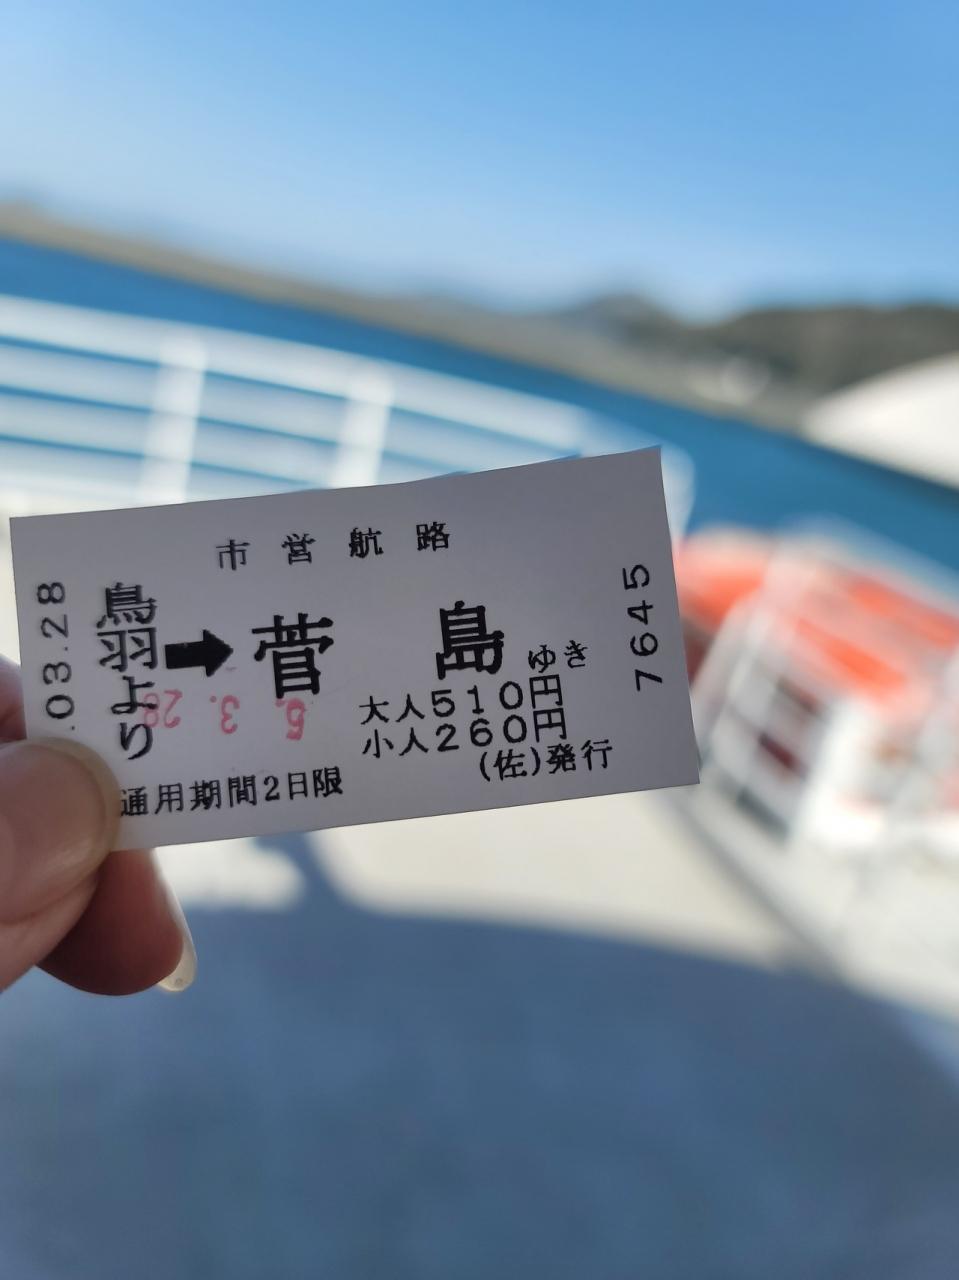 市営航路
鳥羽より➡菅島ゆき
大人510円
小人260円
(佐)発行
通用期間2日限
.03.28
7645
5. 3. 28